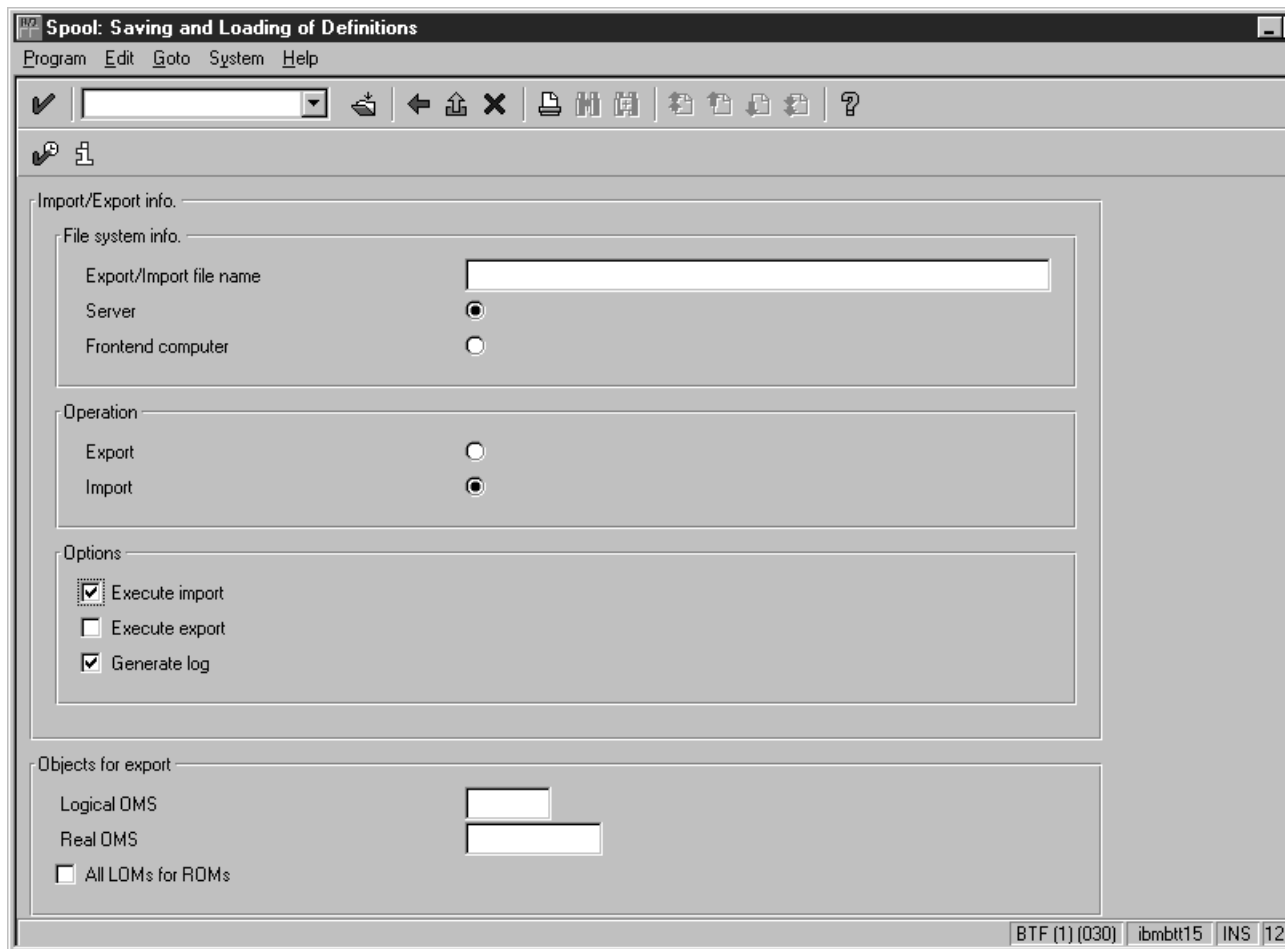 Spool: Saving and Loading of Definitions
Program Edit Goto System Help
Import/Export info.
File system info.
Export/Import file name
Server
Frontend computer
Operation
Export
Import
Options
Execute import
Execute export
Generate log
Objects for export
Logical OMS
Real OMS
All LOMs for ROMs
BTF (1) (030) ibmbtt15 INS 12